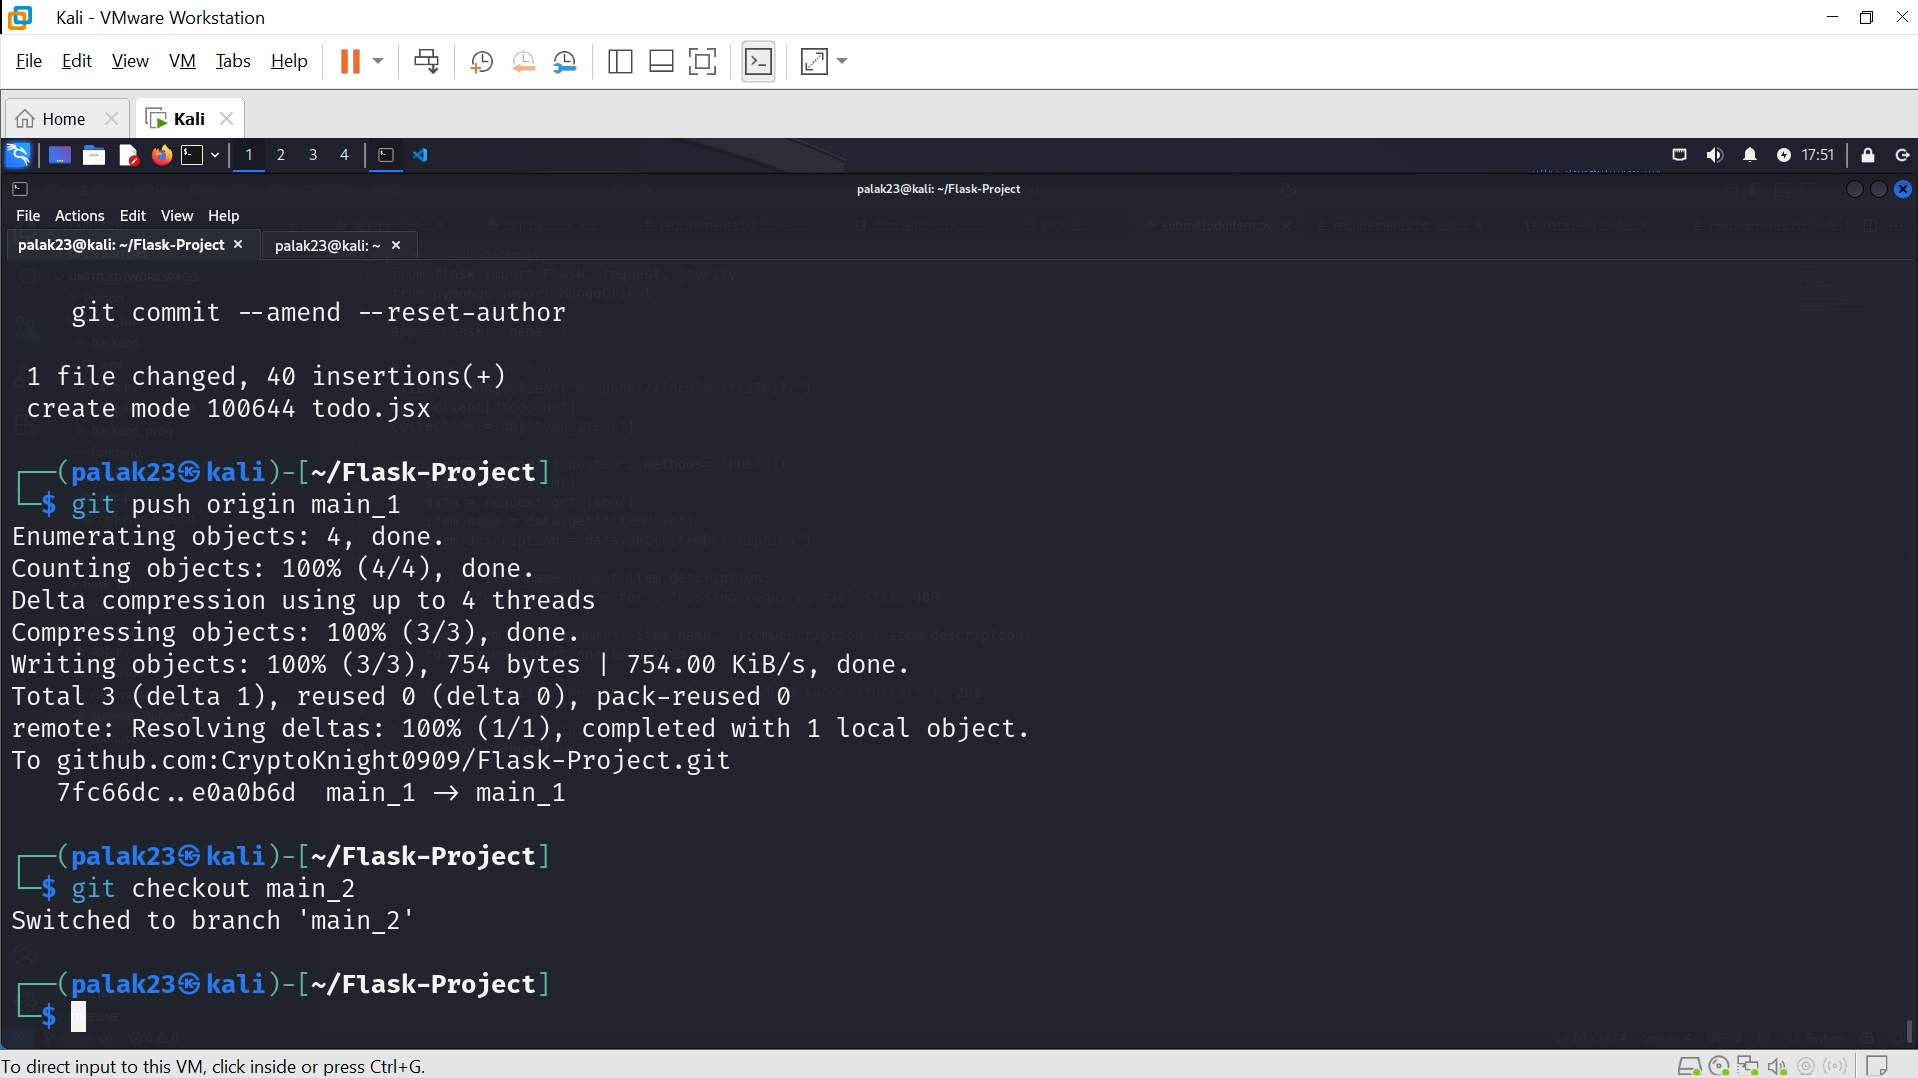 Kali - VMware Workstation
File Edit View VM Tabs Help
Home
Kali
1 2 3 4
17:51
palak23@kali: ~/Flask-Project
File Actions Edit View Help
palak23@kali: ~/Flask-Project
palak23@kali: ~
git commit --amend --reset-author
1 file changed, 40 insertions(+)
create mode 100644 todo.jsx
(palak23㉿kali)-[~/Flask-Project]
$ git push origin main_1
Enumerating objects: 4, done.
Counting objects: 100% (4/4), done.
Delta compression using up to 4 threads
Compressing objects: 100% (3/3), done.
Writing objects: 100% (3/3), 754 bytes | 754.00 KiB/s, done.
Total 3 (delta 1), reused 0 (delta 0), pack-reused 0
remote: Resolving deltas: 100% (1/1), completed with 1 local object.
To github.com:CryptoKnight0909/Flask-Project.git
7fc66dc..e0a0b6d main_1 -> main_1
(palak23㉿kali)-[~/Flask-Project]
$ git checkout main_2
Switched to branch 'main_2'
(palak23㉿kali)-[~/Flask-Project]
$
To direct input to this VM, click inside or press Ctrl+G.